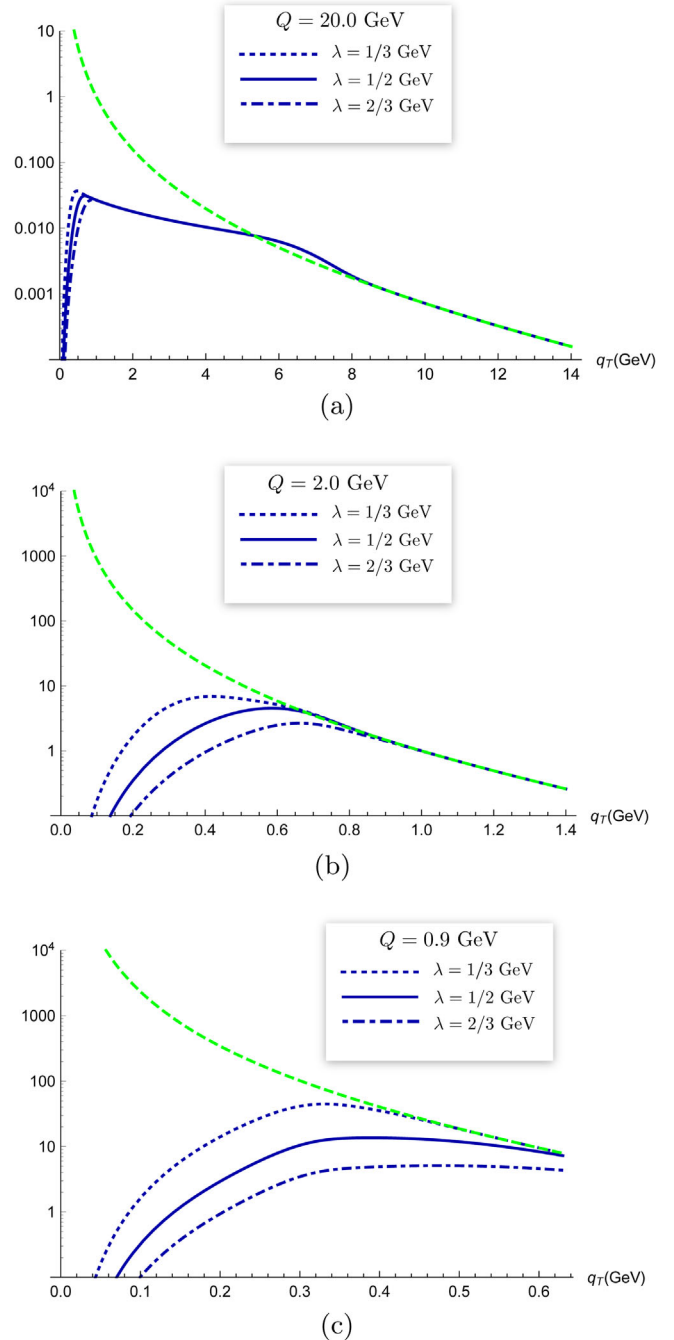 Q = 20.0 GeV
λ = 1/3 GeV
λ = 1/2 GeV
λ = 2/3 GeV
10
1
0.100
0.010
0.001
0 2 4 6 8 10 12 14
q_T(GeV)
(a)
Q = 2.0 GeV
λ = 1/3 GeV
λ = 1/2 GeV
λ = 2/3 GeV
10⁴
1000
100
10
1
0.0 0.2 0.4 0.6 0.8 1.0 1.2 1.4
q_T(GeV)
(b)
Q = 0.9 GeV
λ = 1/3 GeV
λ = 1/2 GeV
λ = 2/3 GeV
10⁴
1000
100
10
1
0.0 0.1 0.2 0.3 0.4 0.5 0.6
q_T(GeV)
(c)